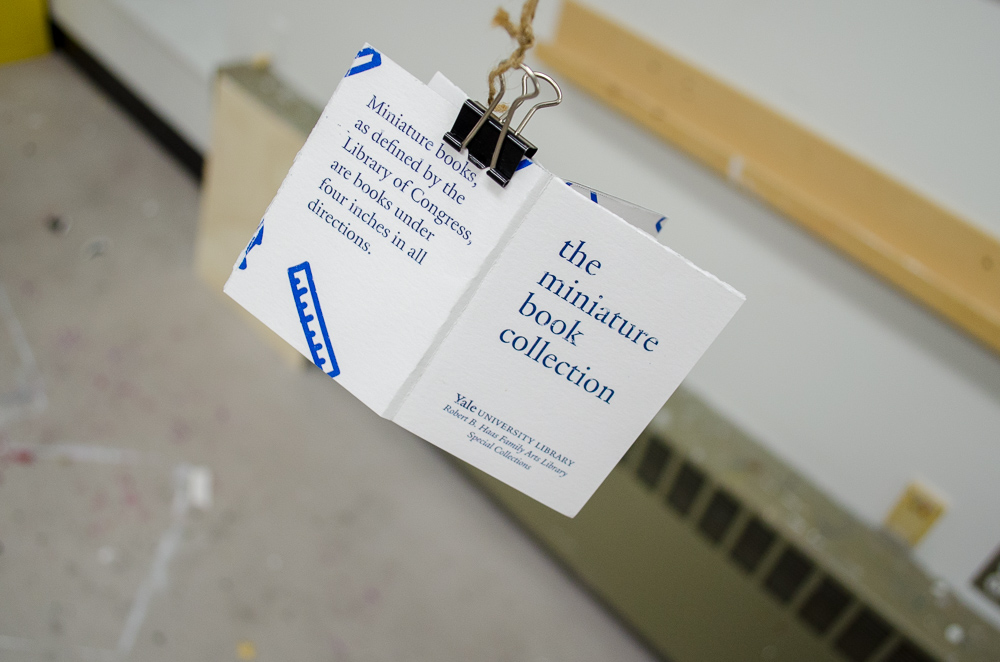 Miniature books,
as defined by the
Library of Congress,
are books under
four inches in all
directions.
the
miniature
book
collection
Yale UNIVERSITY LIBRARY
Robert B. Haas Family Arts Library
Special Collections